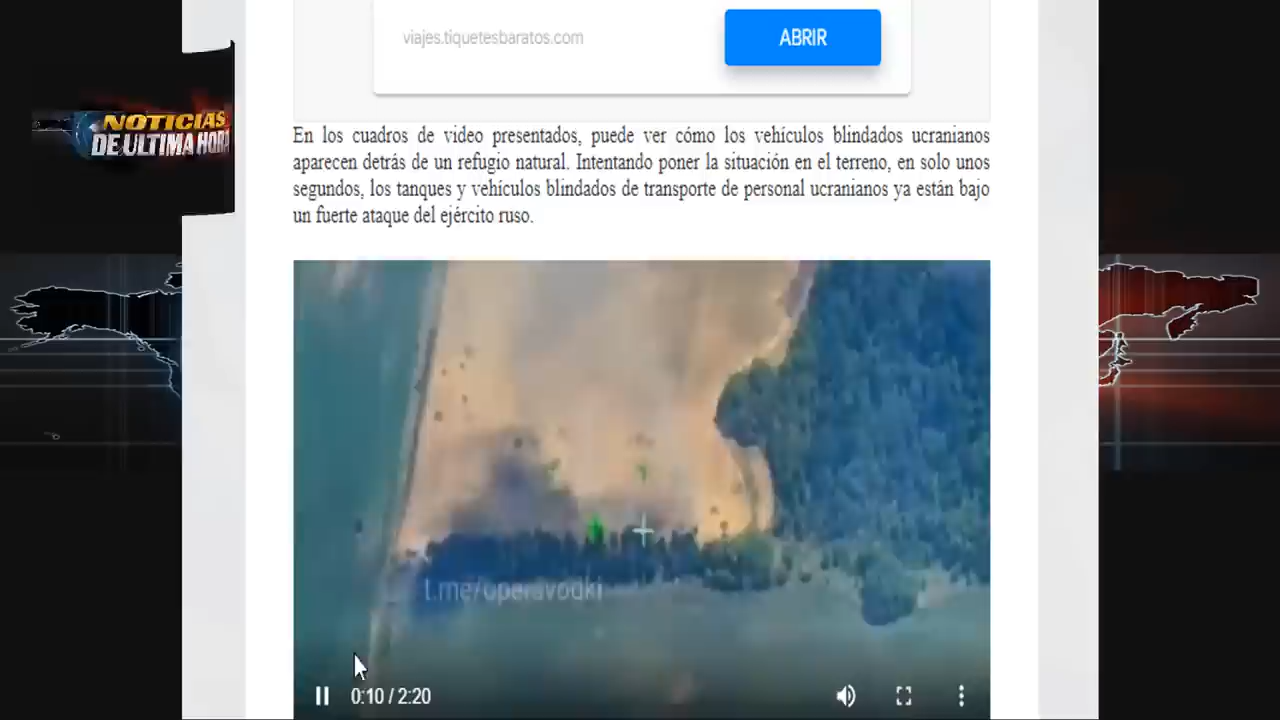 viajes.tiquetesbaratos.com
ABRIR
NOTICIAS
DE ULTIMA HORA
En los cuadros de video presentados, puede ver cómo los vehículos blindados ucranianos
aparecen detrás de un refugio natural. Intentando poner la situación en el terreno, en solo unos
segundos, los tanques y vehículos blindados de transporte de personal ucranianos ya están bajo
un fuerte ataque del ejército ruso.
t.me/operavodki
0:10 / 2:20